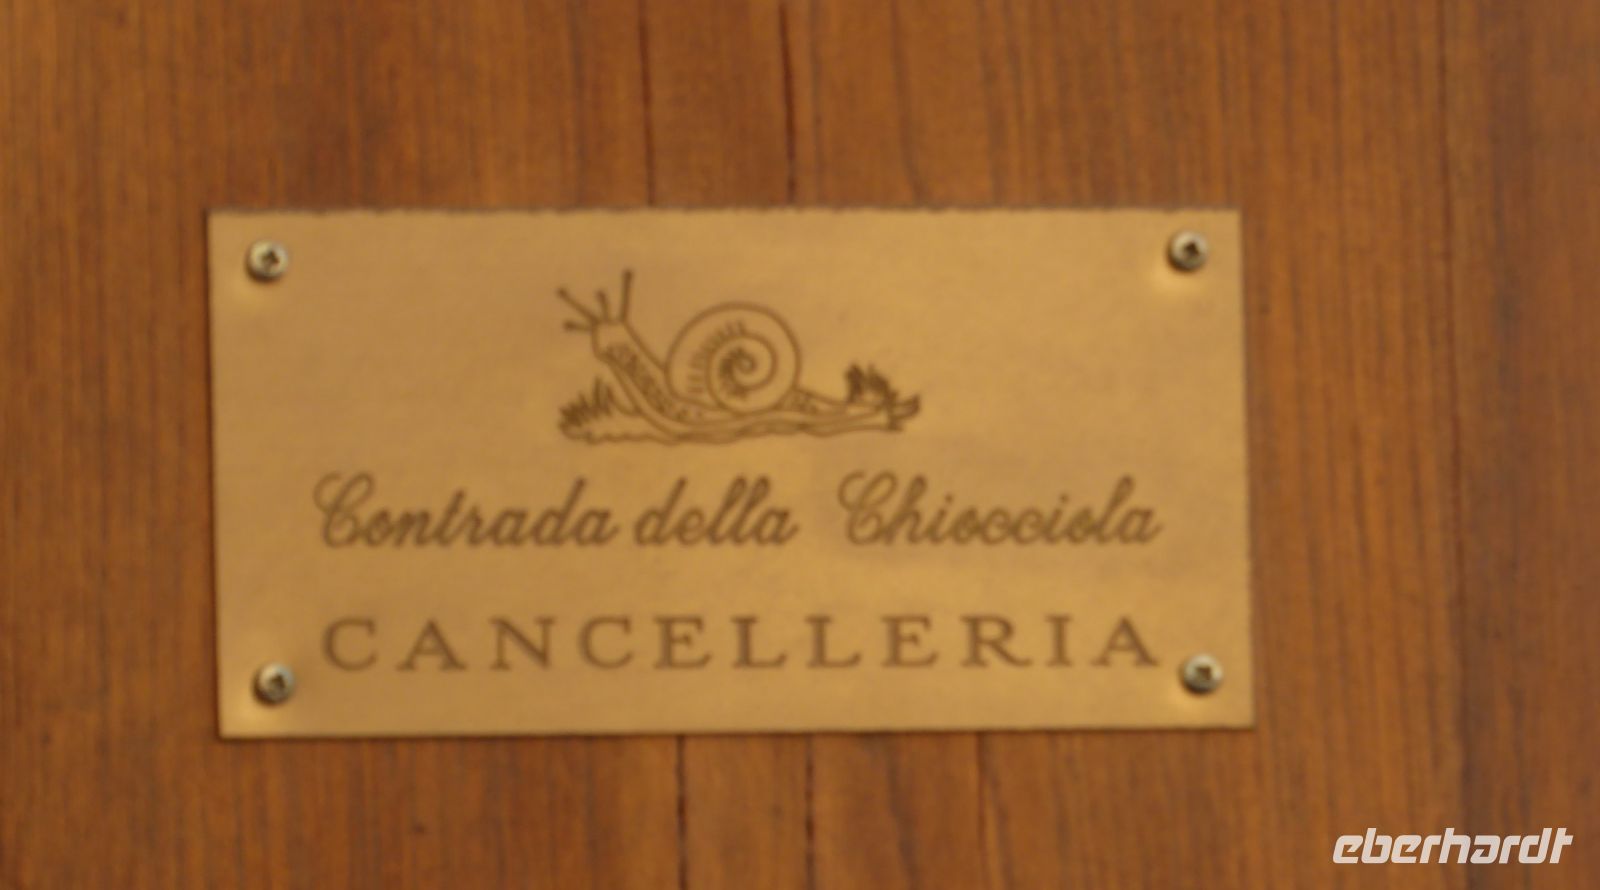 Contrada della Chiocciola
CANCELLERIA
eberhardt